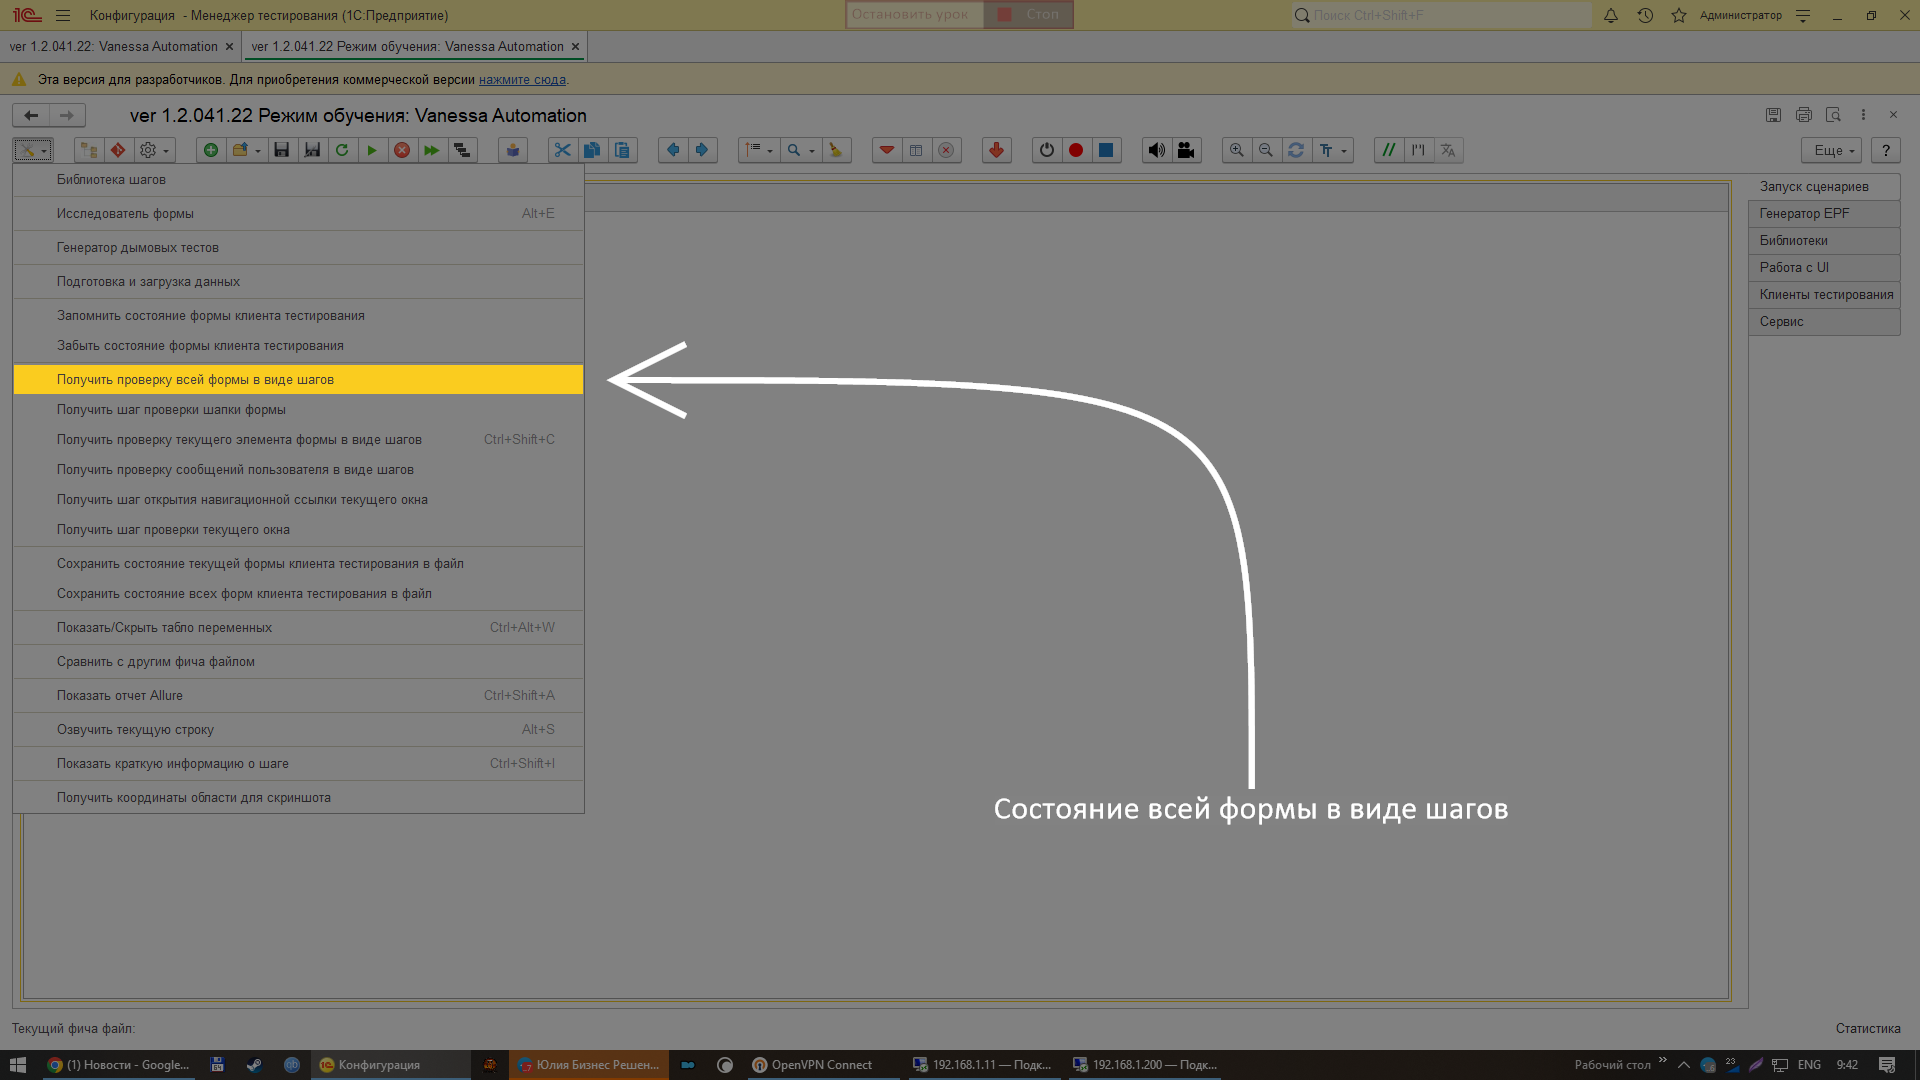 Конфигурация - Менеджер тестирования (1С:Предприятие)
Остановить урок
Стоп
Поиск Ctrl+Shift+F
Администратор
ver 1.2.041.22: Vanessa Automation
ver 1.2.041.22 Режим обучения: Vanessa Automation
Эта версия для разработчиков. Для приобретения коммерческой версии нажмите сюда.
ver 1.2.041.22 Режим обучения: Vanessa Automation
Еще
?
Библиотека шагов
Исследователь формы Alt+E
Генератор дымовых тестов
Подготовка и загрузка данных
Запомнить состояние формы клиента тестирования
Забыть состояние формы клиента тестирования
Получить проверку всей формы в виде шагов
Получить шаг проверки шапки формы
Получить проверку текущего элемента формы в виде шагов Ctrl+Shift+C
Получить проверку сообщений пользователя в виде шагов
Получить шаг открытия навигационной ссылки текущего окна
Получить шаг проверки текущего окна
Сохранить состояние текущей формы клиента тестирования в файл
Сохранить состояние всех форм клиента тестирования в файл
Показать/Скрыть табло переменных Ctrl+Alt+W
Сравнить с другим фича файлом
Показать отчет Allure Ctrl+Shift+A
Озвучить текущую строку Alt+S
Показать краткую информацию о шаге Ctrl+Shift+I
Получить координаты области для скриншота
Запуск сценариев
Генератор EPF
Библиотеки
Работа с UI
Клиенты тестирования
Сервис
Состояние всей формы в виде шагов
Текущий фича файл:
Статистика
(1) Новости - Google...
Конфигурация
Юлия Бизнес Решен...
OpenVPN Connect
192.168.1.11 — Подк...
192.168.1.200 — Подк...
Рабочий стол
23
ENG
9:42